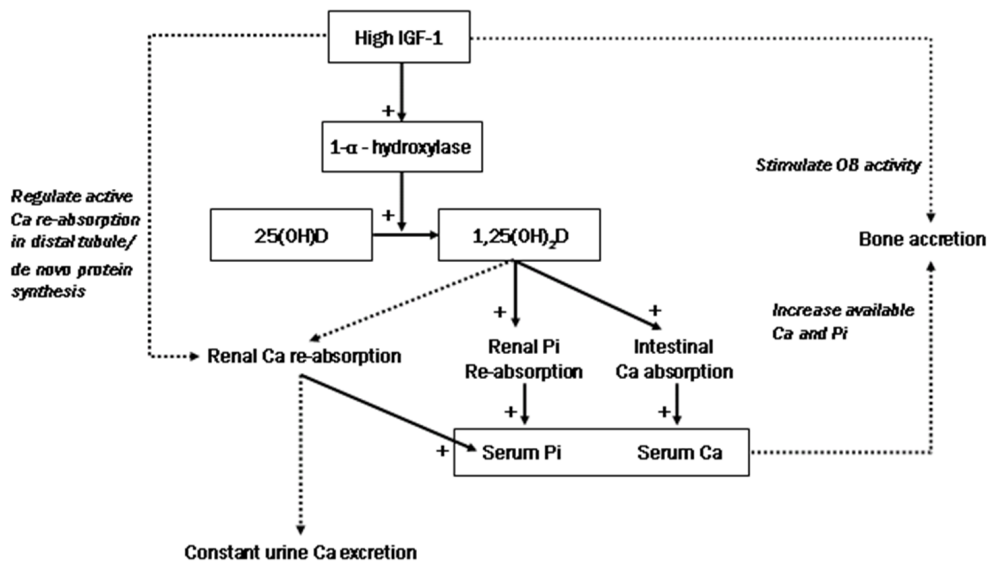 High IGF-1
+
1-α - hydroxylase
Stimulate OB activity
Regulate active
Ca re-absorption
in distal tubule/
de novo protein
synthesis
+
25(OH)D
1,25(OH)₂D
Bone accretion
+
+
Increase available
Ca and Pi
Renal Ca re-absorption
Renal Pi
Re-absorption
Intestinal
Ca absorption
+
+
+
Serum Pi
Serum Ca
Constant urine Ca excretion